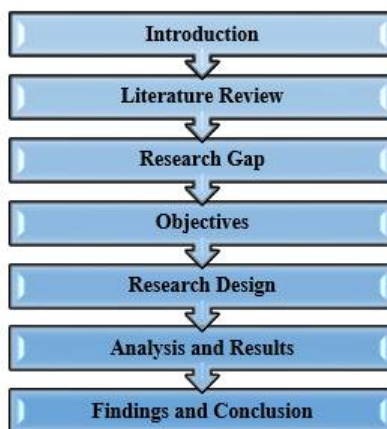 Introduction
Literature Review
Research Gap
Objectives
Research Design
Analysis and Results
Findings and Conclusion